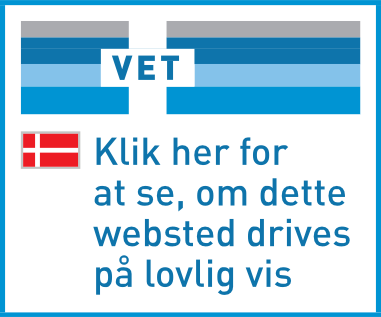 VET
Klik her for
at se, om dette
websted drives
på lovlig vis